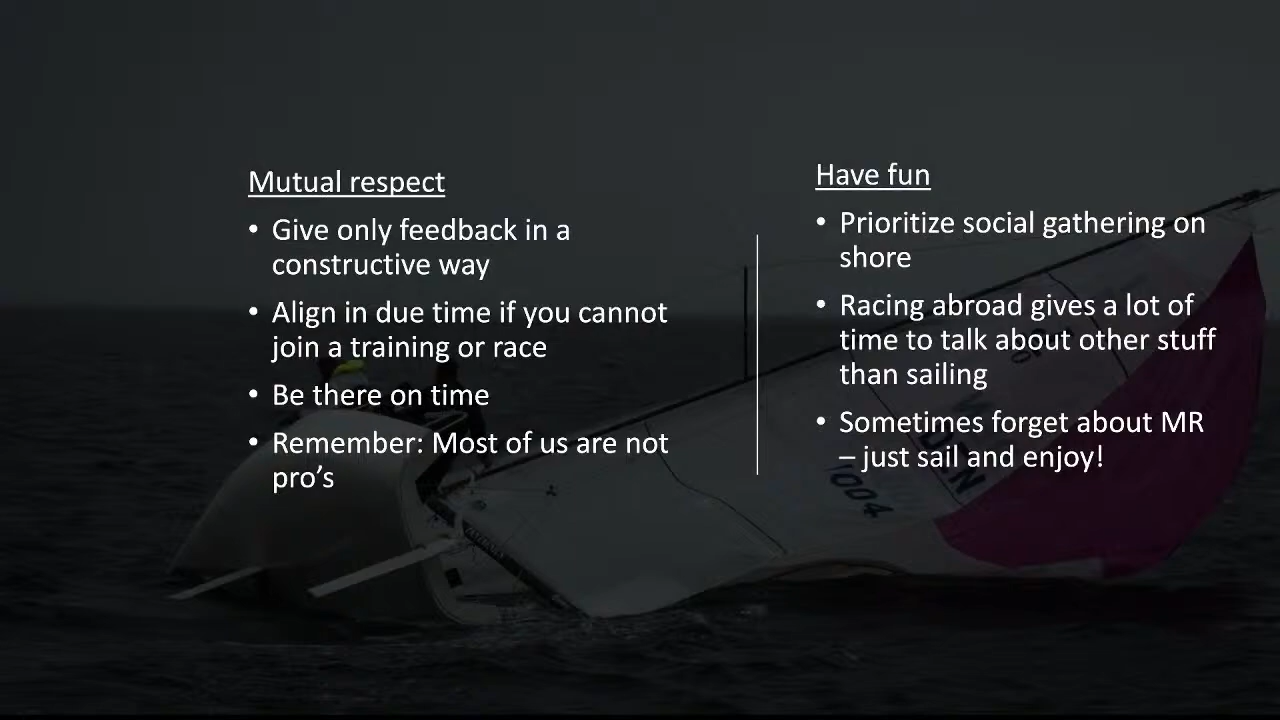 Mutual respect
• Give only feedback in a
constructive way
• Align in due time if you cannot
join a training or race
• Be there on time
• Remember: Most of us are not
pro’s
Have fun
• Prioritize social gathering on
shore
• Racing abroad gives a lot of
time to talk about other stuff
than sailing
• Sometimes forget about MR
– just sail and enjoy!
1004